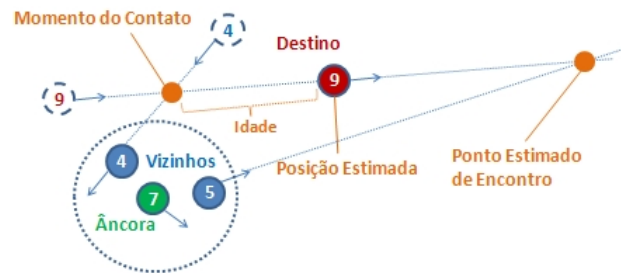 Momento do Contato
4
Destino
9
9
Idade
4
Vizinhos
Posição Estimada
Ponto Estimado
de Encontro
5
7
Âncora